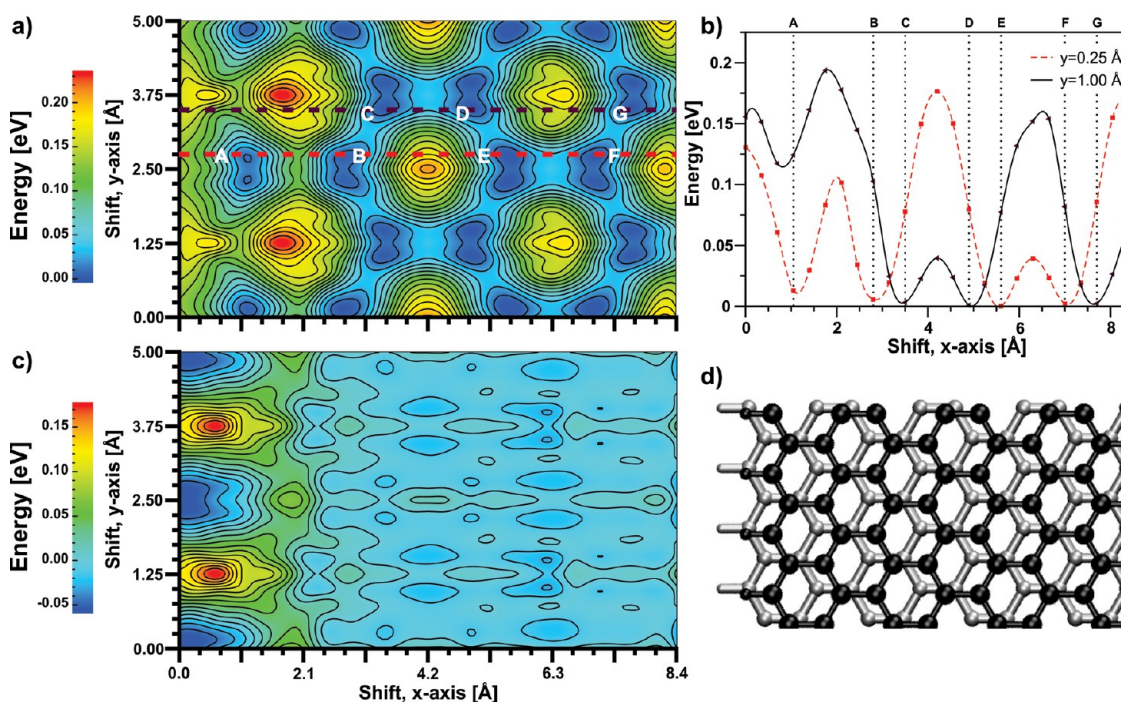 a)
Energy [eV]
0.20
0.15
0.10
0.05
0.00
Shift, y-axis [Å]
5.00
3.75
2.50
1.25
0.00
A
B
C
D
E
F
G
b)
A B C D E F G
Energy [eV]
0.2
0.15
0.1
0.05
0
y=0.25 Å
y=1.00 Å
0 2 4 6 8
Shift, x-axis [Å]
c)
Energy [eV]
0.15
0.10
0.05
0.00
-0.05
Shift, y-axis [Å]
5.00
3.75
2.50
1.25
0.00
0.0 2.1 4.2 6.3 8.4
Shift, x-axis [Å]
d)